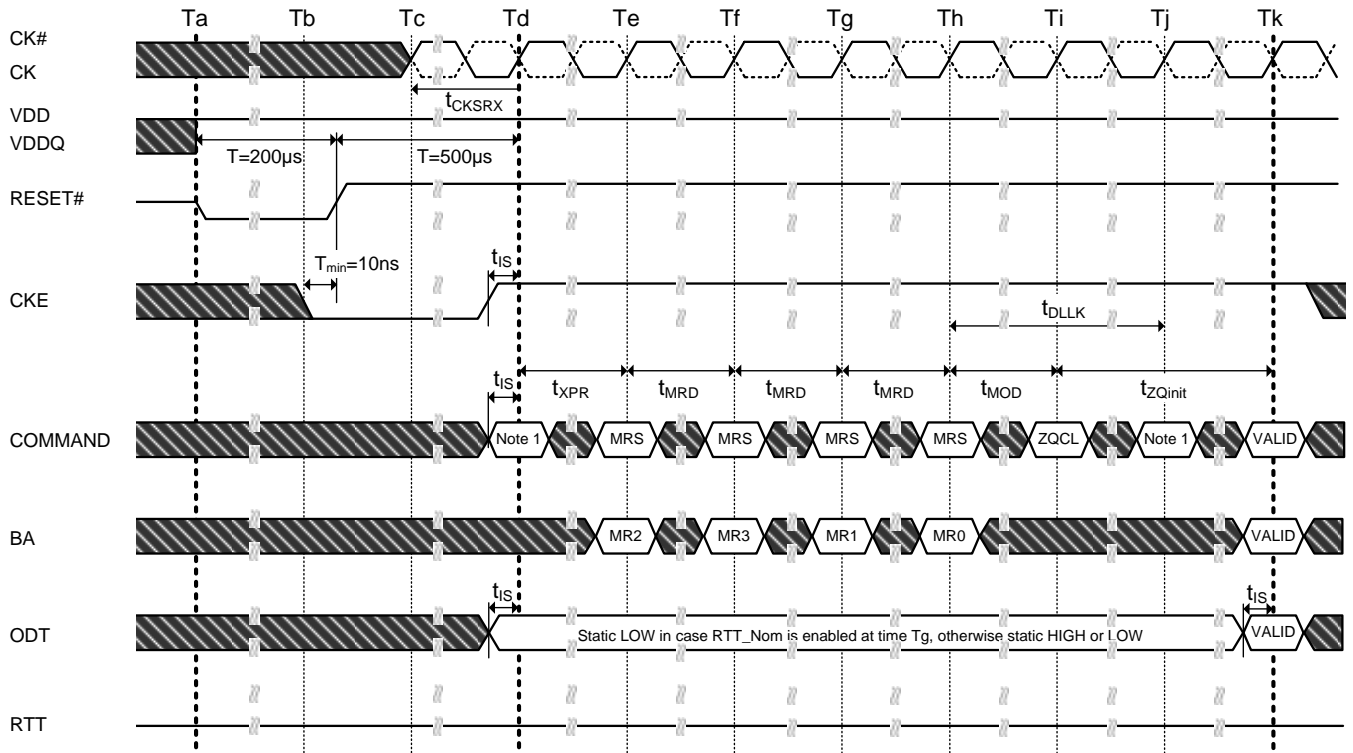 Ta Tb Tc Td Te Tf Tg Th Ti Tj Tk
CK#
CK
tCKSRX
VDD
VDDQ
T=200µs T=500µs
RESET#
Tmin=10ns tIS
CKE
tDLLK
tIS tXPR tMRD tMRD tMRD tMOD tZQinit
COMMAND Note 1 MRS MRS MRS MRS ZQCL Note 1 VALID
BA MR2 MR3 MR1 MR0 VALID
tIS tIS
ODT Static LOW in case RTT_Nom is enabled at time Tg, otherwise static HIGH or LOW VALID
RTT